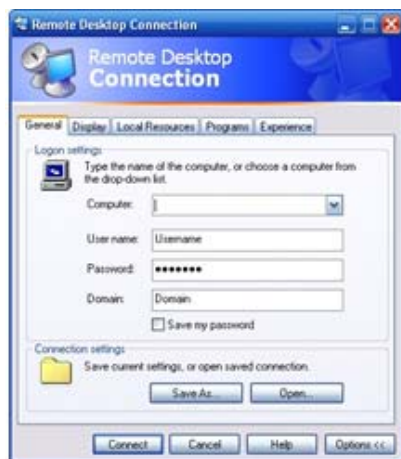 Remote Desktop Connection
Remote Desktop
Connection
General Display Local Resources Programs Experience
Logon settings
Type the name of the computer, or choose a computer from
the drop-down list.
Computer:
User name: Username
Password: •••••••
Domain: Domain
Save my password
Connection settings
Save current settings, or open saved connection.
Save As... Open...
Connect Cancel Help Options <<